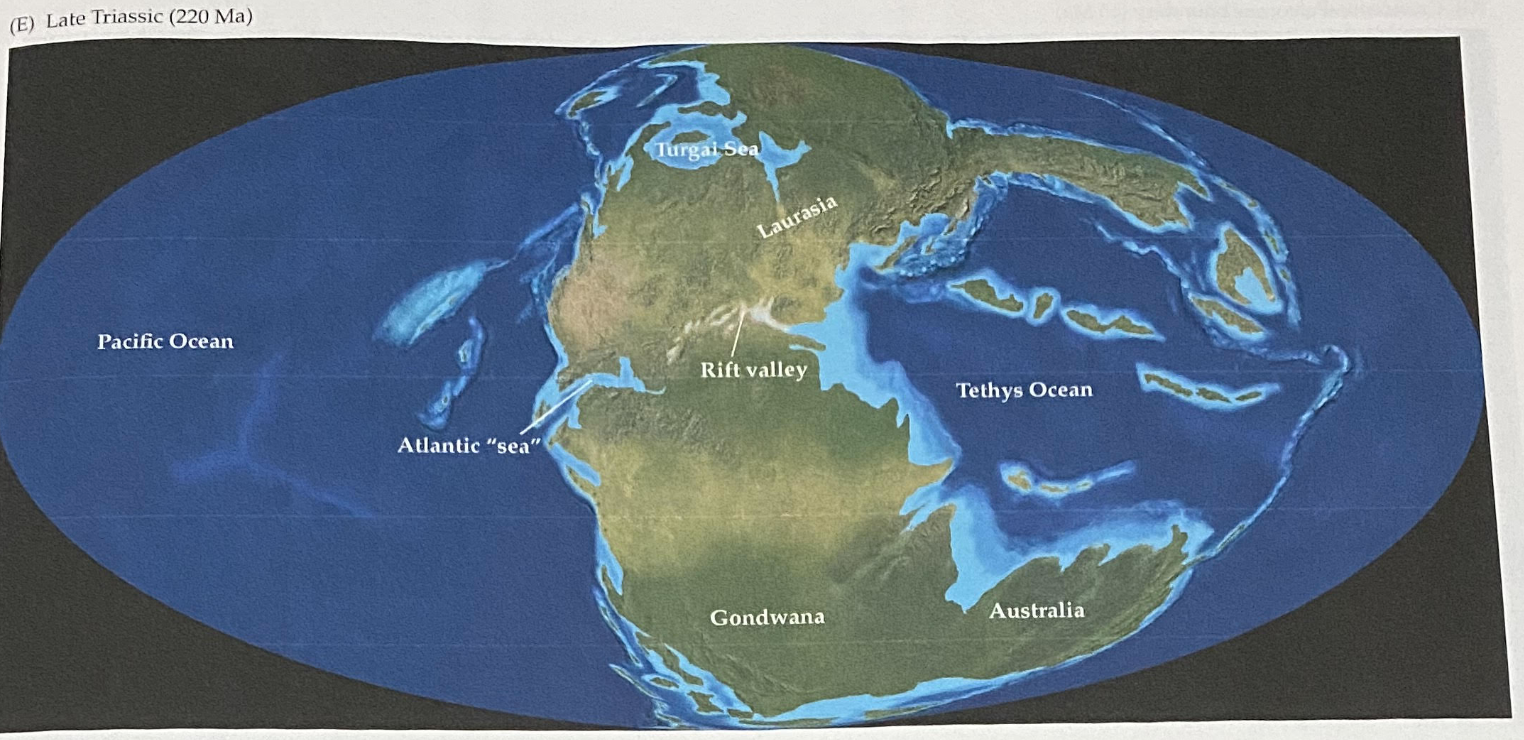 (E) Late Triassic (220 Ma)
Turgai Sea
Laurasia
Pacific Ocean
Rift valley
Tethys Ocean
Atlantic “sea”
Gondwana
Australia